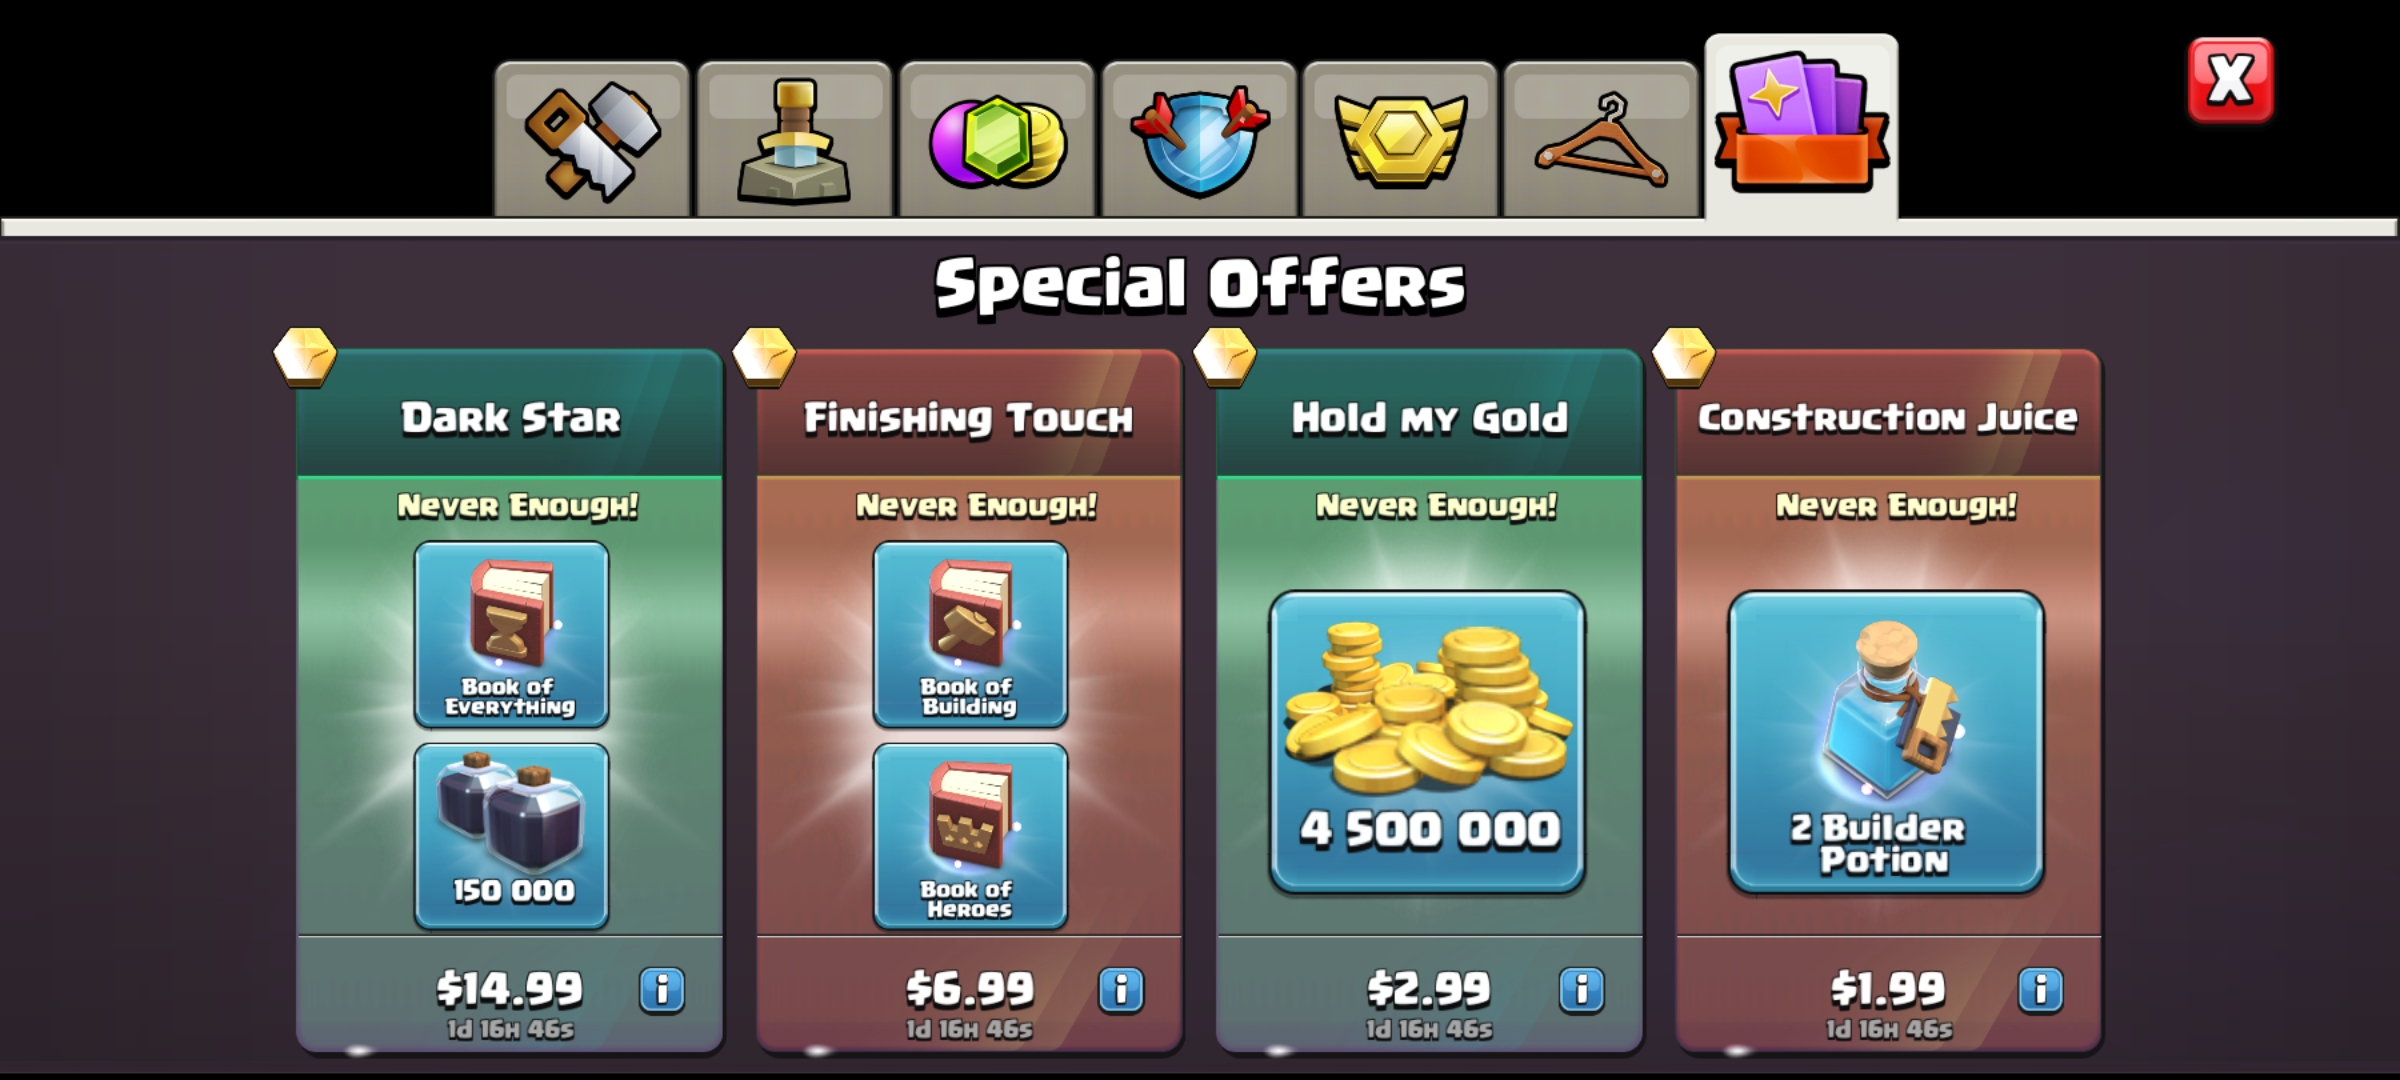 X
Special Offers
Dark Star
Never Enough!
Book of
Everything
150 000
$14.99
i
1d 16H 46s
Finishing Touch
Never Enough!
Book of
Building
Book of
Heroes
$6.99
i
1d 16H 46s
Hold my Gold
Never Enough!
4 500 000
$2.99
i
1d 16H 46s
Construction Juice
Never Enough!
2 Builder
Potion
$1.99
i
1d 16H 46s